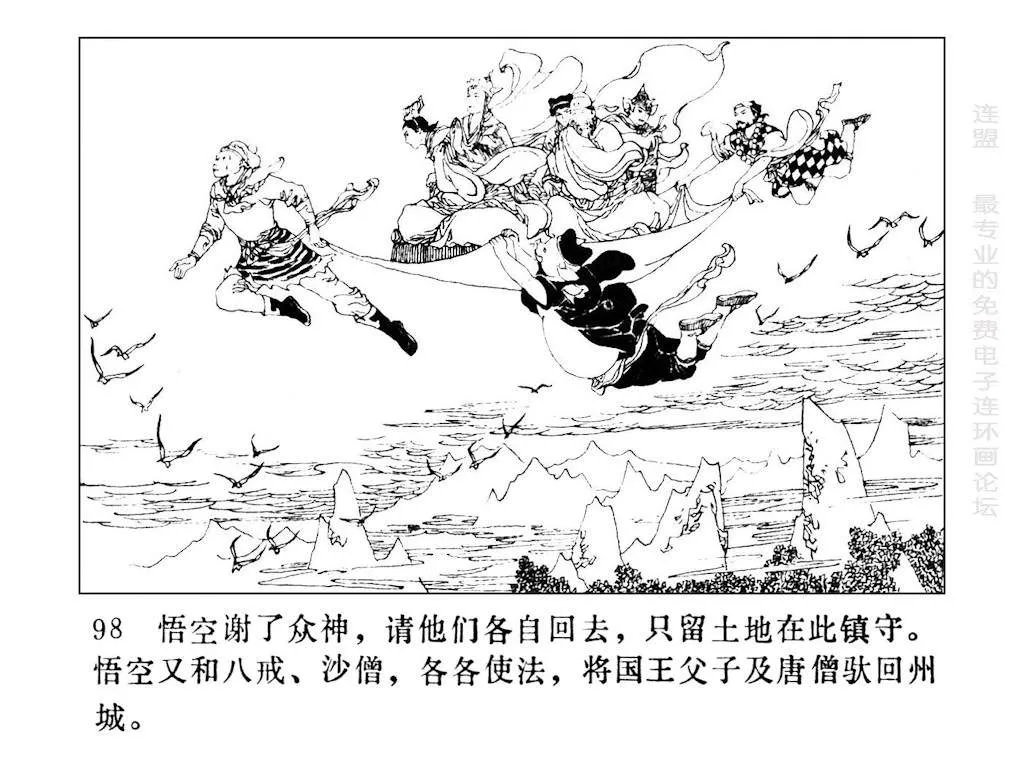 98 悟空谢了众神，请他们各自回去，只留土地在此镇守。
悟空又和八戒、沙僧，各各使法，将国王父子及唐僧驮回州
城。
连盟 最专业的免费电子连环画论坛